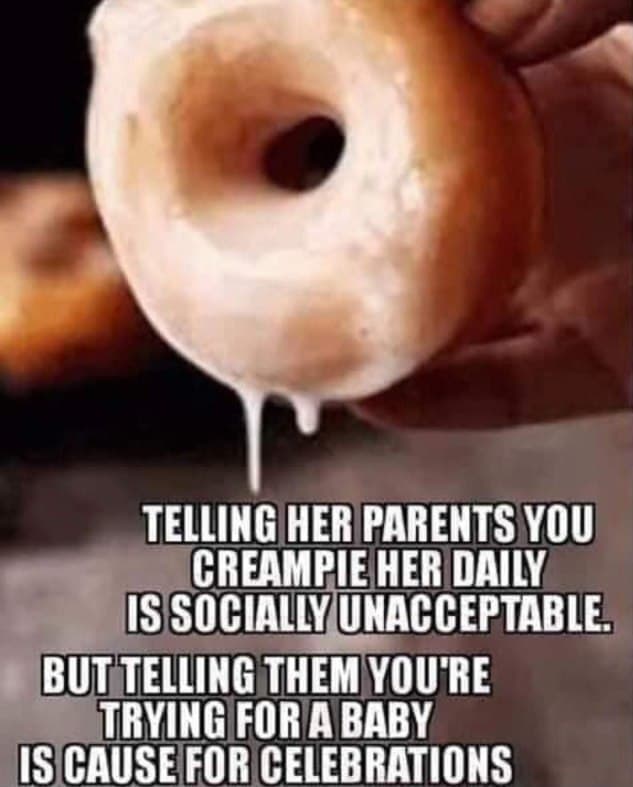 TELLING HER PARENTS YOU
CREAMPIE HER DAILY
IS SOCIALLY UNACCEPTABLE.
BUT TELLING THEM YOU'RE
TRYING FOR A BABY
IS CAUSE FOR CELEBRATIONS